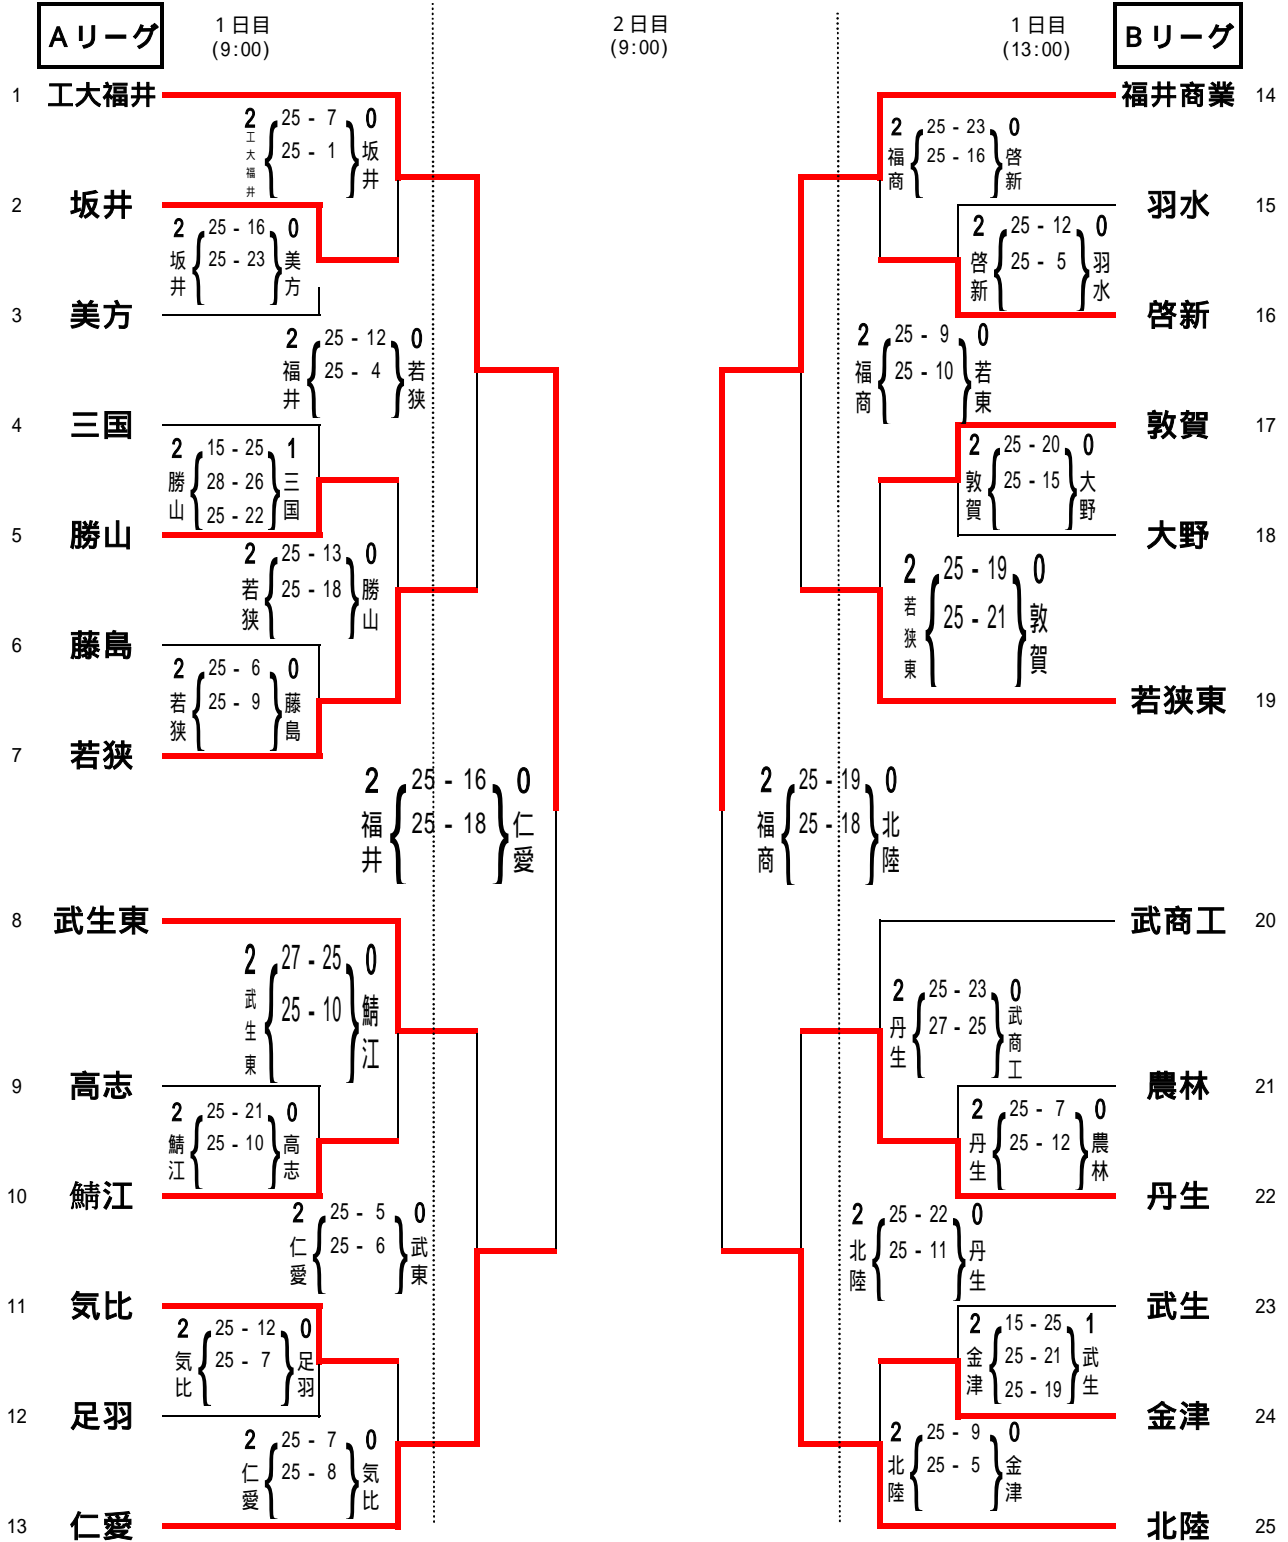 Aリーグ
1日目
(9:00)
2日目
(9:00)
1日目
(13:00)
Bリーグ
1 工大福井
2 25 - 7 0
25 - 1
工大福井
坂井
2 坂井
2 25 - 16 0
25 - 23
坂井
美方
3 美方
2 25 - 12 0
25 - 4
福井
若狭
4 三国
2 15 - 25 1
28 - 26
25 - 22
勝山
三国
5 勝山
2 25 - 13 0
25 - 18
若狭
勝山
6 藤島
2 25 - 6 0
25 - 9
若狭
藤島
7 若狭
2 25 - 16 0
25 - 18
福井
仁愛
8 武生東
2 27 - 25 0
25 - 10
武生東
鯖江
9 高志
2 25 - 21 0
25 - 10
鯖江
高志
10 鯖江
2 25 - 5 0
25 - 6
仁愛
武東
11 気比
2 25 - 12 0
25 - 7
気比
足羽
12 足羽
2 25 - 7 0
25 - 8
仁愛
気比
13 仁愛
福井商業 14
2 25 - 23 0
25 - 16
福商
啓新
羽水 15
2 25 - 12 0
25 - 5
啓新
羽水
啓新 16
2 25 - 9 0
25 - 10
福商
若東
敦賀 17
2 25 - 20 0
25 - 15
敦賀
大野
大野 18
2 25 - 19 0
25 - 21
若狭東
敦賀
若狭東 19
2 25 - 19 0
25 - 18
福商
北陸
武商工 20
2 25 - 23 0
27 - 25
丹生
武商工
農林 21
2 25 - 7 0
25 - 12
丹生
農林
丹生 22
2 25 - 22 0
25 - 11
北陸
丹生
武生 23
2 15 - 25 1
25 - 21
25 - 19
金津
武生
金津 24
2 25 - 9 0
25 - 5
北陸
金津
北陸 25